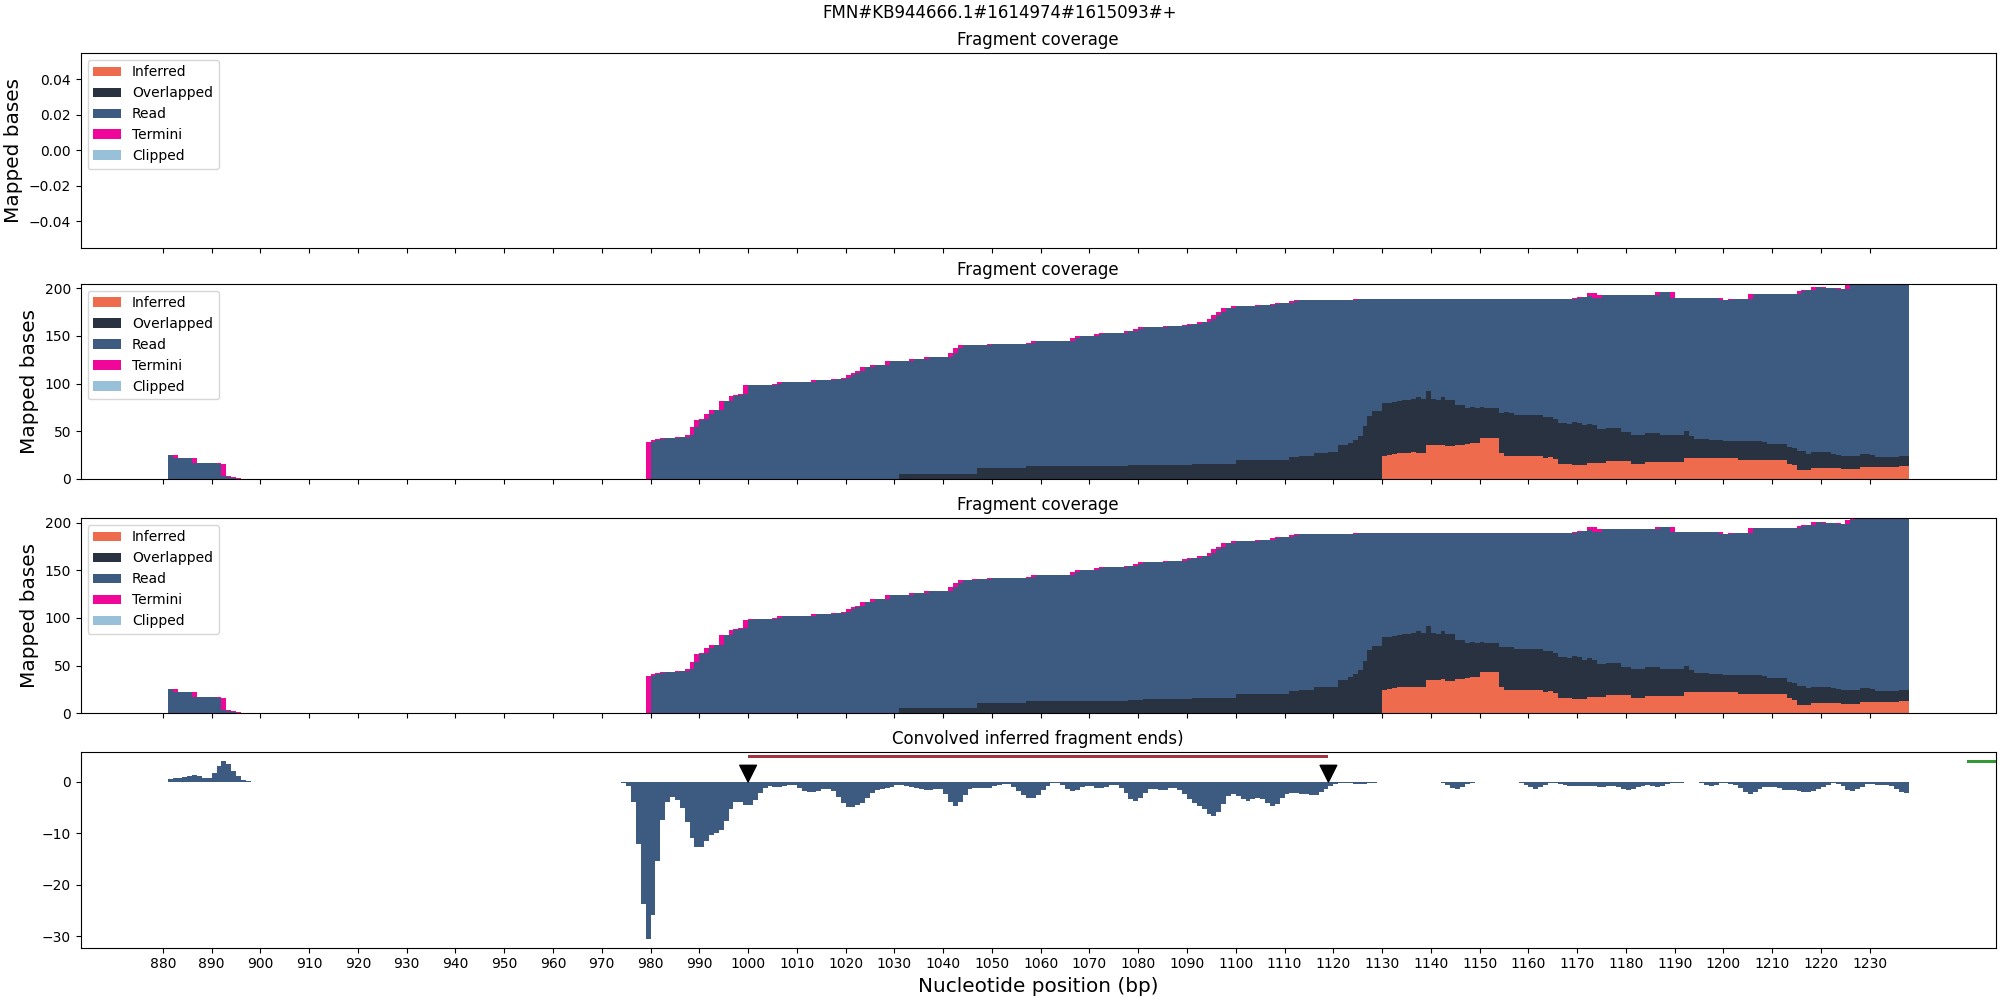 FMN#KB944666.1#1614974#1615093#+
Fragment coverage
Mapped bases
0.04
0.02
0.00
−0.02
−0.04
Inferred
Overlapped
Read
Termini
Clipped
Fragment coverage
Mapped bases
200
150
100
50
0
Inferred
Overlapped
Read
Termini
Clipped
Fragment coverage
Mapped bases
200
150
100
50
0
Inferred
Overlapped
Read
Termini
Clipped
Convolved inferred fragment ends)
0
−10
−20
−30
880 890 900 910 920 930 940 950 960 970 980 990 1000 1010 1020 1030 1040 1050 1060 1070 1080 1090 1100 1110 1120 1130 1140 1150 1160 1170 1180 1190 1200 1210 1220 1230
Nucleotide position (bp)